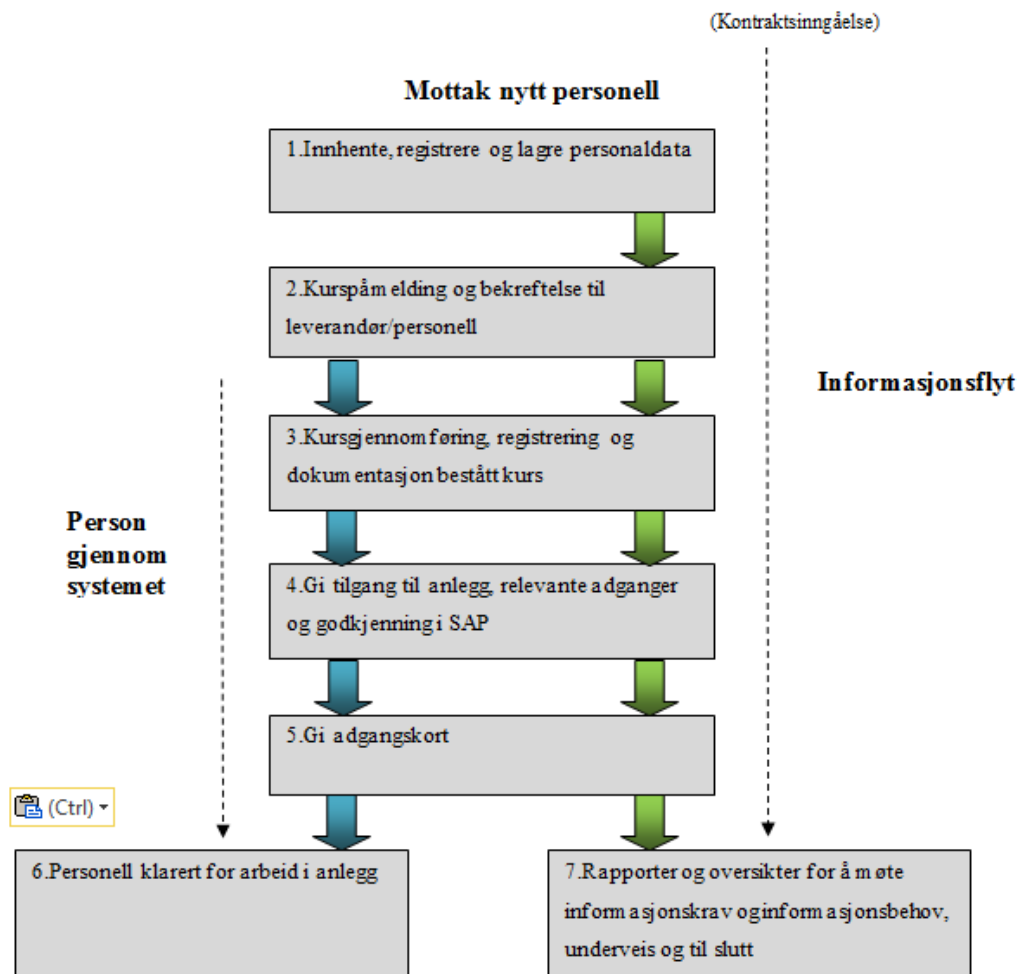 (Kontraktsinngåelse)
Mottak nytt personell
1.Innhente, registrere og lagre personaldata
2.Kurspåmelding og bekreftelse til
leverandør/personell
Informasjonsflyt
3.Kursgjennomføring, registrering og
dokumentasjon bestått kurs
Person
gjennom
systemet
4.Gi tilgang til anlegg, relevante adganger
og godkjenning i SAP
5.Gi adgangskort
(Ctrl)
6.Personell klarert for arbeid i anlegg
7.Rapporter og oversikter for å møte
informasjonskrav oginformasjonsbehov,
underveis og til slutt